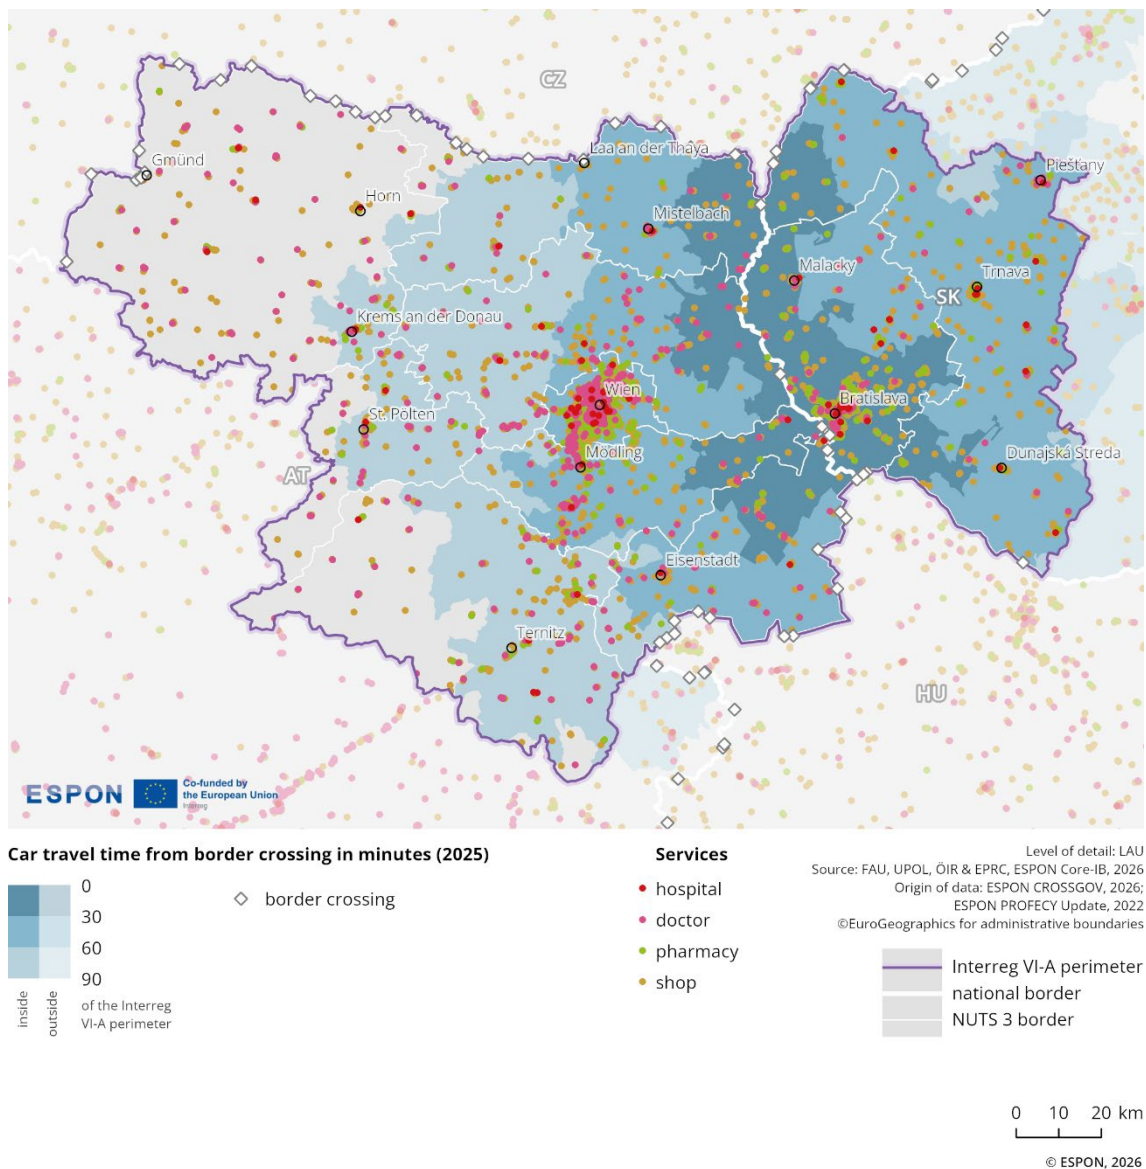 CZ
Laa an der Thaya
Gmünd
Piešťany
Horn
Mistelbach
Malacky
Trnava
SK
Krems an der Donau
Wien
Bratislava
St. Pölten
Mödling
Dunajská Streda
AT
Eisenstadt
Ternitz
HU
ESPON
Co-funded by
the European Union
Interreg
Car travel time from border crossing in minutes (2025)
0
30
60
90
inside
outside
of the Interreg
VI-A perimeter
border crossing
Services
hospital
doctor
pharmacy
shop
Level of detail: LAU
Source: FAU, UPOL, ÖIR & EPRC, ESPON Core-IB, 2026
Origin of data: ESPON CROSSGOV, 2026;
ESPON PROFECY Update, 2022
©EuroGeographics for administrative boundaries
Interreg VI-A perimeter
national border
NUTS 3 border
0 10 20 km
© ESPON, 2026